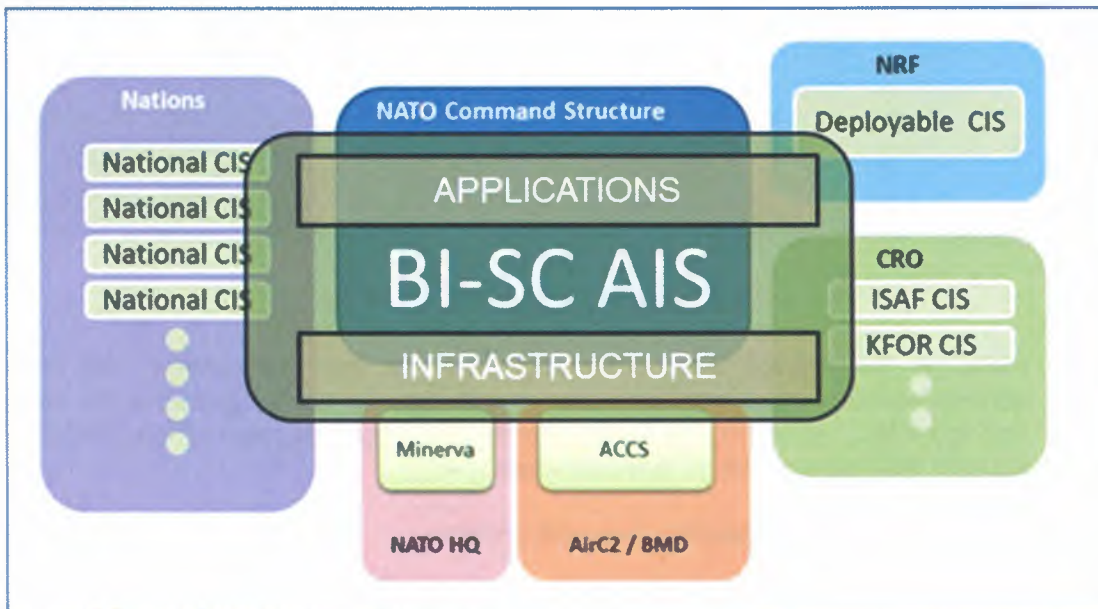 Nations
National CIS
National CIS
National CIS
National CIS
NATO Command Structure
APPLICATIONS
BI-SC AIS
INFRASTRUCTURE
NRF
Deployable CIS
CRO
ISAF CIS
KFOR CIS
Minerva
NATO HQ
ACCS
AirC2 / BMD